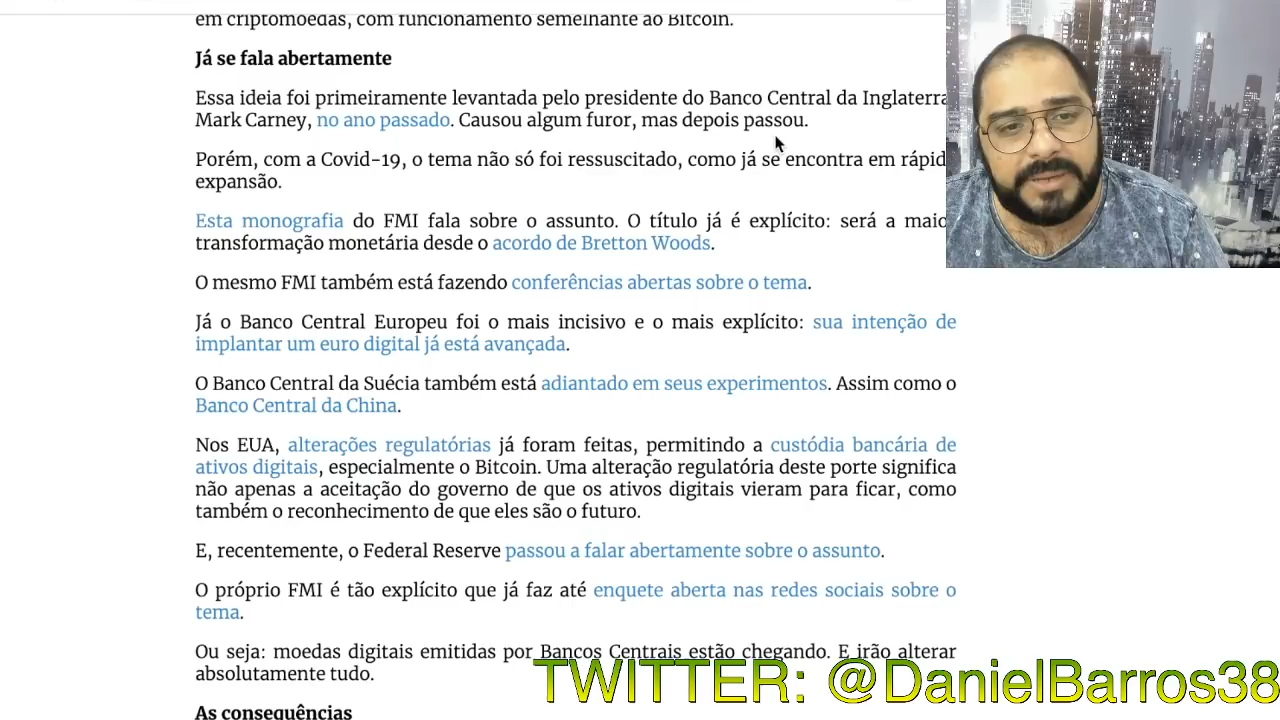 em criptomoedas, com funcionamento semelhante ao Bitcoin.
Já se fala abertamente
Essa ideia foi primeiramente levantada pelo presidente do Banco Central da Inglaterra
Mark Carney, no ano passado. Causou algum furor, mas depois passou.
Porém, com a Covid-19, o tema não só foi ressuscitado, como já se encontra em
expansão.
Esta monografia do FMI fala sobre o assunto. O título já é explícito: será a
transformação monetária desde o acordo de Bretton Woods.
O mesmo FMI também está fazendo conferências abertas sobre o tema.
Já o Banco Central Europeu foi o mais incisivo e o mais explícito: sua intenção de
implantar um euro digital já está avançada.
O Banco Central da Suécia também está adiantado em seus experimentos. Assim como o
Banco Central da China.
Nos EUA, alterações regulatórias já foram feitas, permitindo a custódia bancária de
ativos digitais, especialmente o Bitcoin. Uma alteração regulatória deste porte significa
não apenas a aceitação do governo de que os ativos digitais vieram para ficar, como
também o reconhecimento de que eles são o futuro.
E, recentemente, o Federal Reserve passou a falar abertamente sobre o assunto.
O próprio FMI é tão explícito que já faz até enquete aberta nas redes sociais sobre o
tema.
Ou seja: moedas digitais emitidas por Bancos Centrais estão chegando. E irão alterar
absolutamente tudo.
TWITTER: @DanielBarros38
As consequências